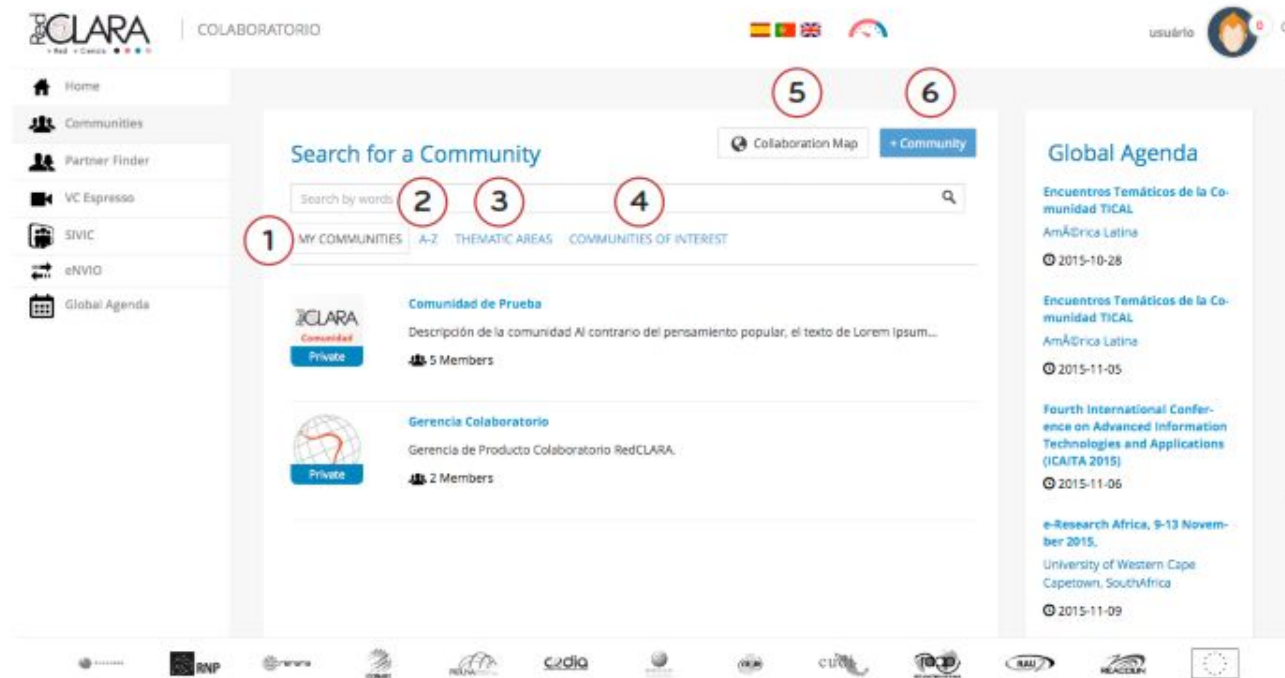 Red CLARA
COLABORATORIO
usuário
0
Home
Communities
Partner Finder
VC Espresso
SIVIC
eNVIO
Global Agenda
5
6
Search for a Community
Collaboration Map
+ Community
Search by words
2
3
4
1
MY COMMUNITIES
A-Z
THEMATIC AREAS
COMMUNITIES OF INTEREST
CLARA
Comunidad
Private
Comunidad de Prueba
Descripción de la comunidad Al contrario del pensamiento popular, el texto de Lorem Ipsum...
5 Members
Private
Gerencia Colaboratorio
Gerencia de Producto Colaboratorio RedCLARA.
2 Members
Global Agenda
Encuentros Temáticos de la Co-
munidad TICAL
AmÃ©rica Latina
2015-10-28
Encuentros Temáticos de la Co-
munidad TICAL
AmÃ©rica Latina
2015-11-05
Fourth International Confer-
ence on Advanced Information
Technologies and Applications
(ICAITA 2015)
2015-11-06
e-Research Africa, 9-13 Novem-
ber 2015,
University of Western Cape
Capetown, SouthAfrica
2015-11-09
RNP
cedia
cudi
RAU
REACCIUN